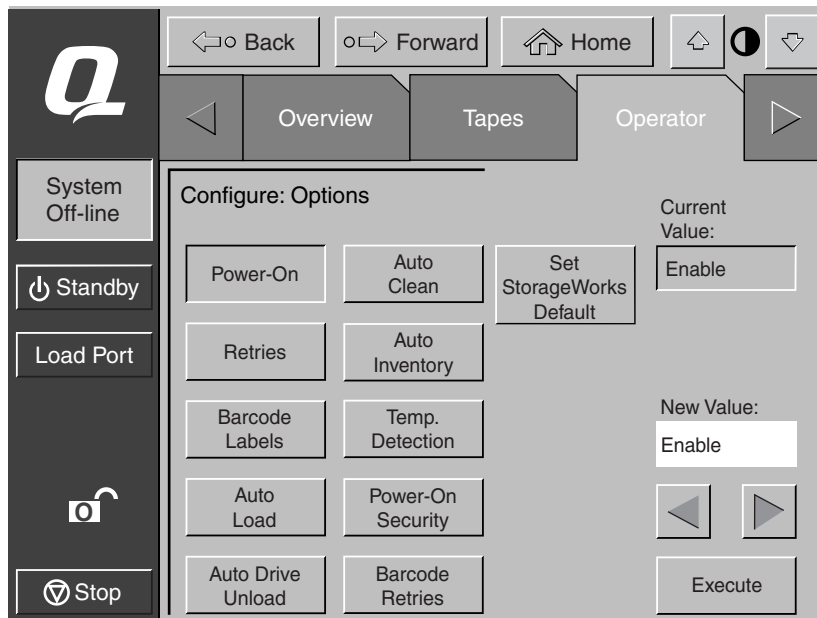 Q
Back
Forward
Home
Overview
Tapes
Operator
System
Off-line
Standby
Load Port
O
Stop
Configure: Options
Power-On
Auto
Clean
Set
StorageWorks
Default
Retries
Auto
Inventory
Barcode
Labels
Temp.
Detection
Auto
Load
Power-On
Security
Auto Drive
Unload
Barcode
Retries
Current
Value:
Enable
New Value:
Enable
Execute